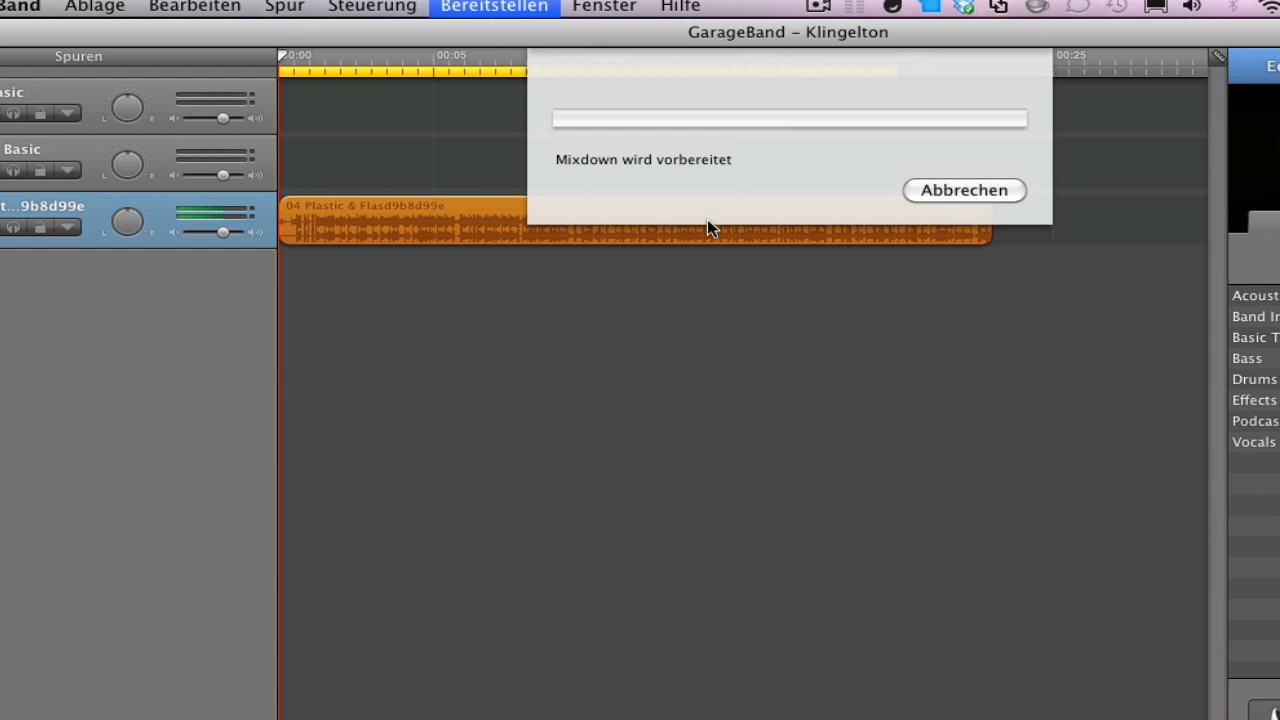 Band Ablage Bearbeiten Spur Steuerung Bereitstellen Fenster Hilfe
GarageBand – Klingelton
Spuren 0:00 00:05 00:25
asic
Mixdown wird vorbereitet
Basic
Abbrechen
t...9b8d99e
04 Plastic & Flasd9b8d99e
Acoust
Band In
Basic T
Bass
Drums
Effects
Podcas
Vocals